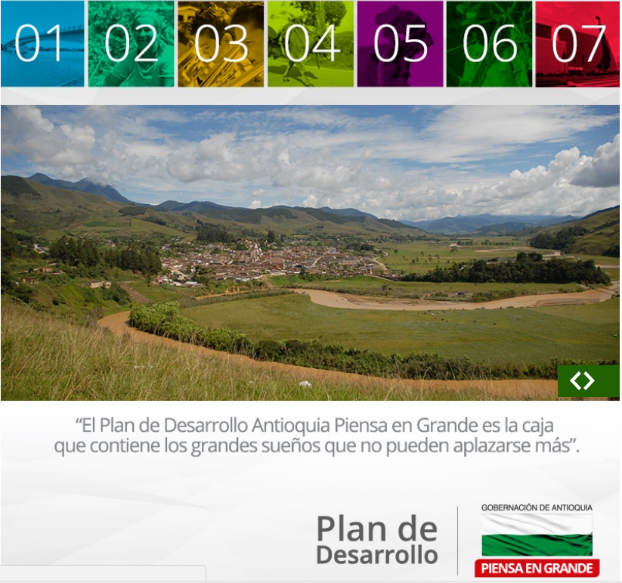 01 02 03 04 05 06 07
“El Plan de Desarrollo Antioquia Piensa en Grande es la caja
que contiene los grandes sueños que no pueden aplazarse más”.
Plan de
Desarrollo
GOBERNACIÓN DE ANTIOQUIA
PIENSA EN GRANDE